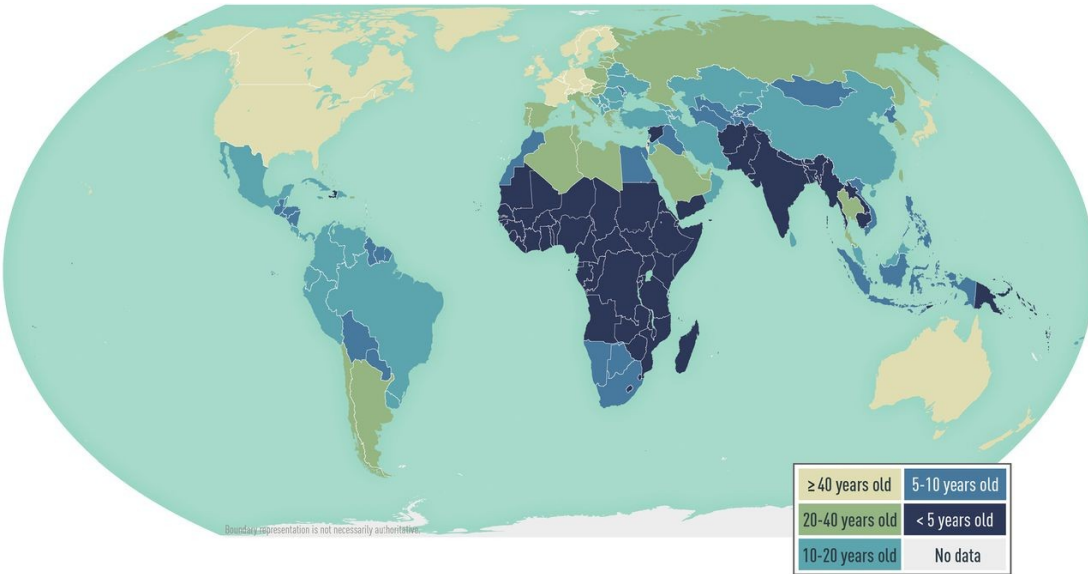 Boundary representation is not necessarily authoritative.
≥ 40 years old
5-10 years old
20-40 years old
< 5 years old
10-20 years old
No data